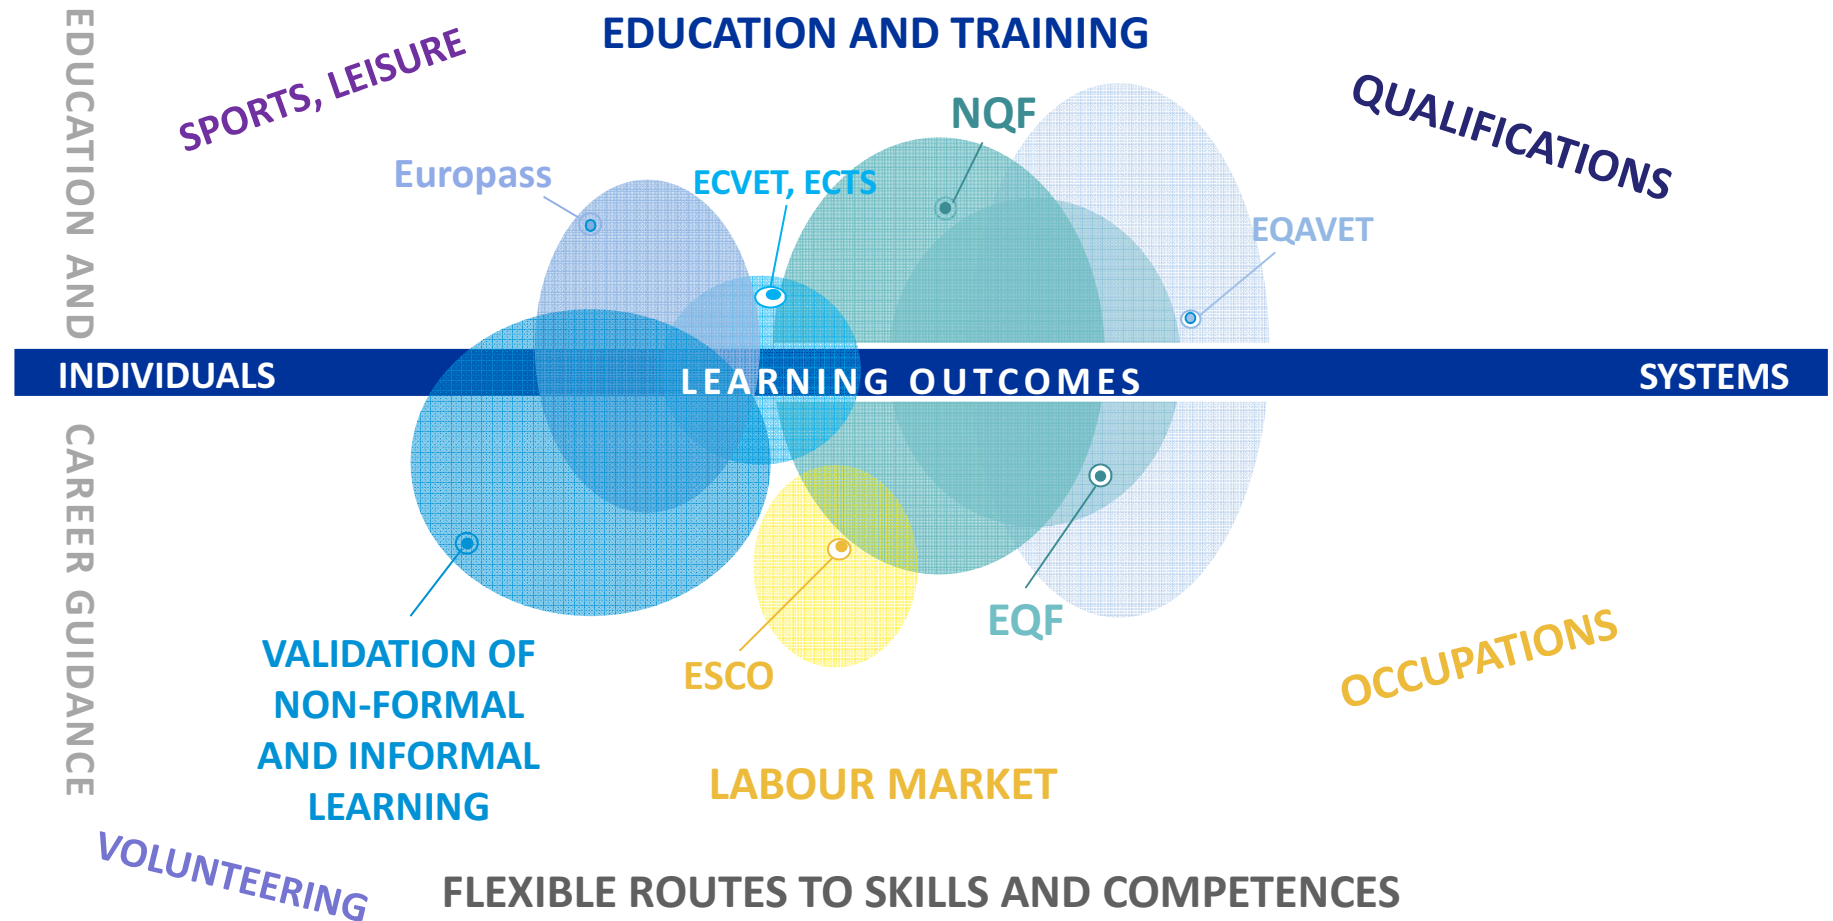 EDUCATION AND CAREER GUIDANCE
EDUCATION AND TRAINING
SPORTS, LEISURE
QUALIFICATIONS
NQF
Europass
ECVET, ECTS
EQAVET
INDIVIDUALS
LEARNING OUTCOMES
SYSTEMS
EQF
ESCO
VALIDATION OF
NON-FORMAL
AND INFORMAL
LEARNING
OCCUPATIONS
LABOUR MARKET
VOLUNTEERING
FLEXIBLE ROUTES TO SKILLS AND COMPETENCES